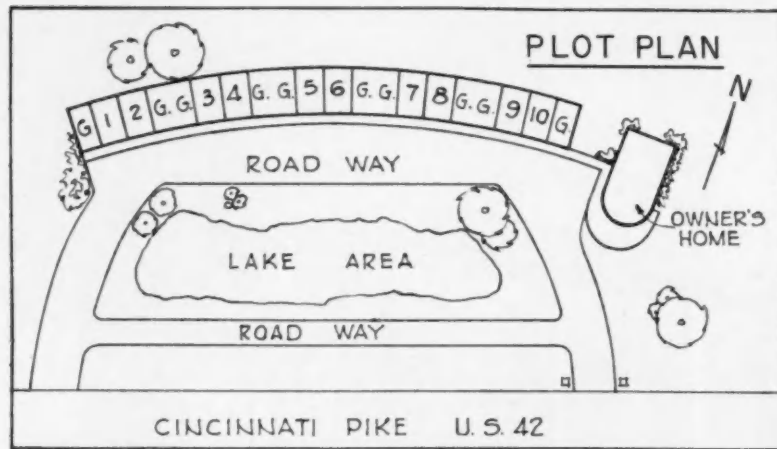 PLOT PLAN
N
G 1 2 G. G. 3 4 G. G. 5 6 G. G. 7 8 G. G. 9 10 G.
ROAD WAY
OWNER'S
HOME
LAKE AREA
ROAD WAY
CINCINNATI PIKE U.S. 42